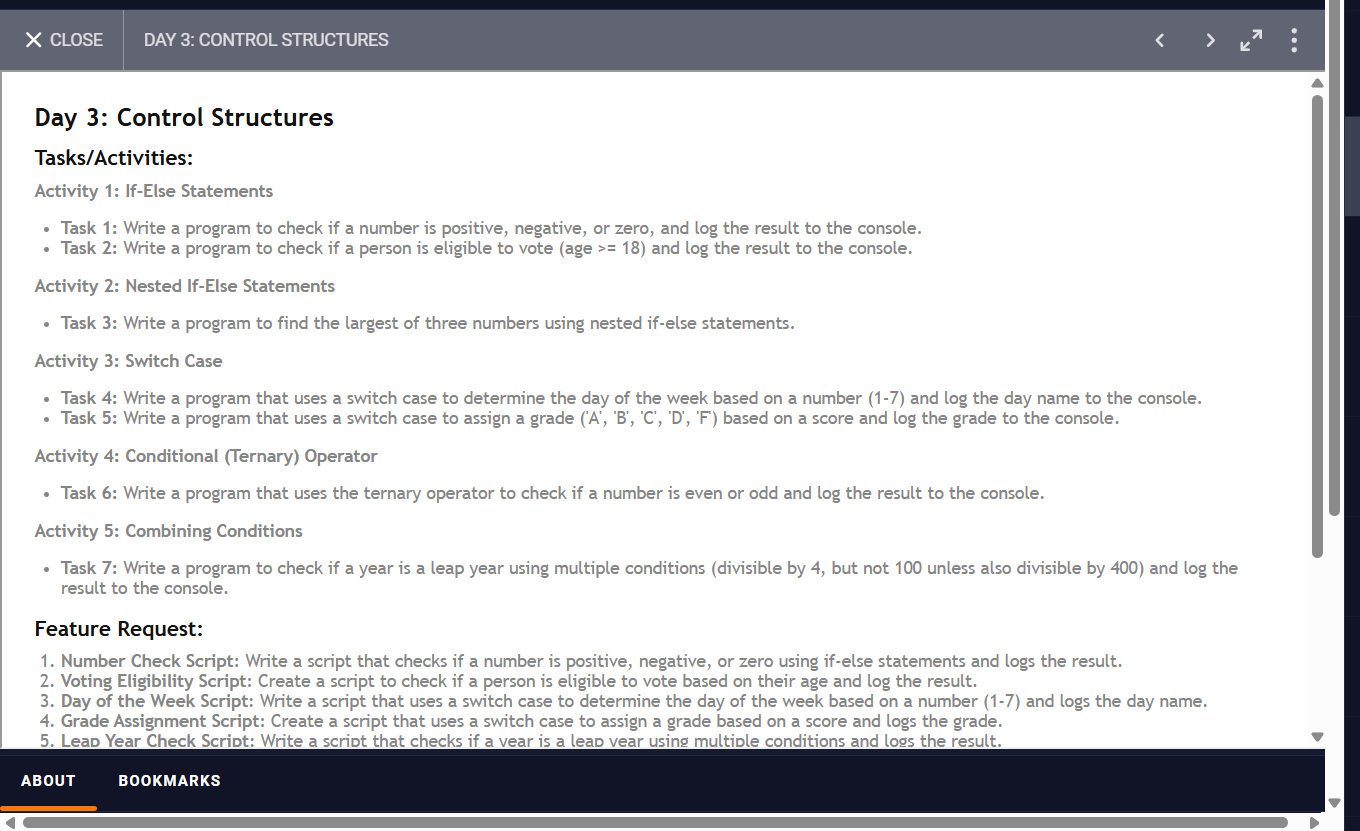 CLOSE
DAY 3: CONTROL STRUCTURES
Day 3: Control Structures
Tasks/Activities:
Activity 1: If-Else Statements
Task 1: Write a program to check if a number is positive, negative, or zero, and log the result to the console.
Task 2: Write a program to check if a person is eligible to vote (age >= 18) and log the result to the console.
Activity 2: Nested If-Else Statements
Task 3: Write a program to find the largest of three numbers using nested if-else statements.
Activity 3: Switch Case
Task 4: Write a program that uses a switch case to determine the day of the week based on a number (1-7) and log the day name to the console.
Task 5: Write a program that uses a switch case to assign a grade ('A', 'B', 'C', 'D', 'F') based on a score and log the grade to the console.
Activity 4: Conditional (Ternary) Operator
Task 6: Write a program that uses the ternary operator to check if a number is even or odd and log the result to the console.
Activity 5: Combining Conditions
Task 7: Write a program to check if a year is a leap year using multiple conditions (divisible by 4, but not 100 unless also divisible by 400) and log the
result to the console.
Feature Request:
1. Number Check Script: Write a script that checks if a number is positive, negative, or zero using if-else statements and logs the result.
2. Voting Eligibility Script: Create a script to check if a person is eligible to vote based on their age and log the result.
3. Day of the Week Script: Write a script that uses a switch case to determine the day of the week based on a number (1-7) and logs the day name.
4. Grade Assignment Script: Create a script that uses a switch case to assign a grade based on a score and logs the grade.
5. Leap Year Check Script: Write a script that checks if a year is a leap year using multiple conditions and logs the result.
ABOUT
BOOKMARKS